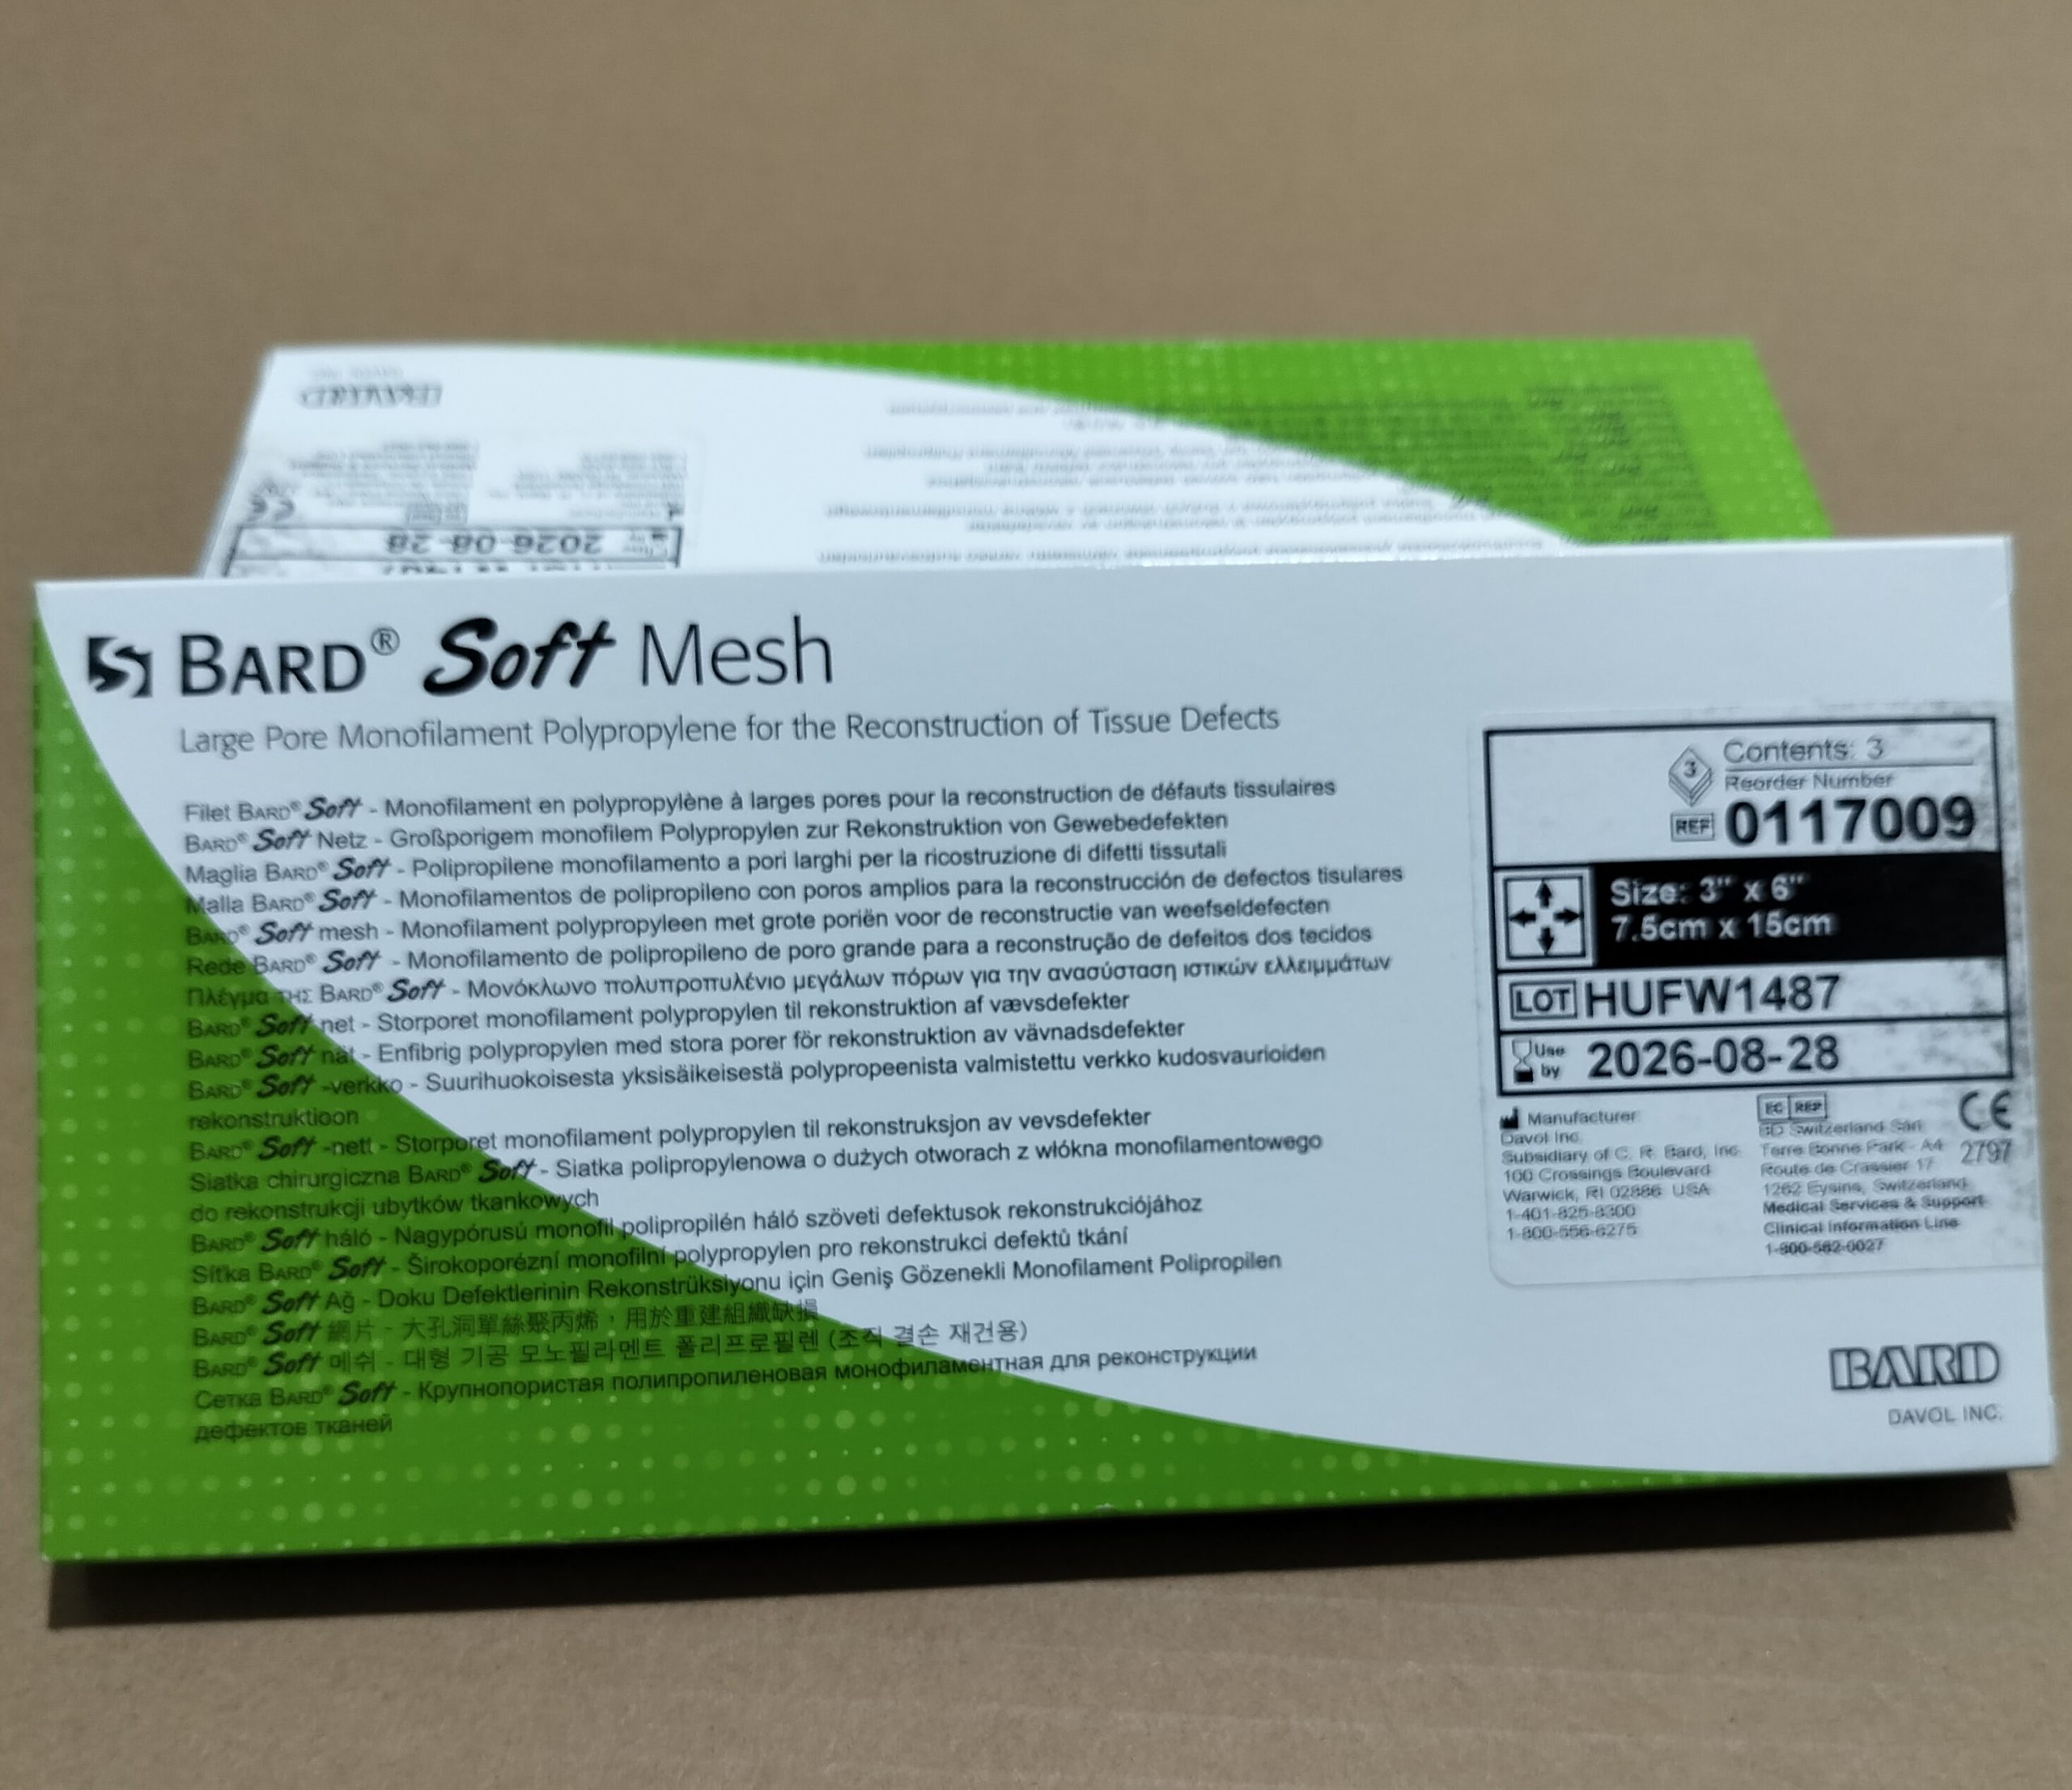 BARD
2026-08-28
BARD® Soft Mesh
Large Pore Monofilament Polypropylene for the Reconstruction of Tissue Defects
Filet BARD® Soft - Monofilament en polypropylène à larges pores pour la reconstruction de défauts tissulaires
BARD® Soft Netz - Großporigem monofilem Polypropylen zur Rekonstruktion von Gewebedefekten
Maglia BARD® Soft - Polipropilene monofilamento a pori larghi per la ricostruzione di difetti tissutali
Malla BARD® Soft - Monofilamentos de polipropileno con poros amplios para la reconstrucción de defectos tisulares
BARD® Soft mesh - Monofilament polypropyleen met grote poriën voor de reconstructie van weefseldefecten
Rede BARD® Soft - Monofilamento de polipropileno de poro grande para a reconstrução de defeitos dos tecidos
Πλέγμα ΤΗΣ BARD® Soft - Μονόκλωνο πολυπροπυλένιο μεγάλων πόρων για την ανασύσταση ιστικών ελλειμμάτων
BARD® Soft net - Storporet monofilament polypropylen til rekonstruktion af vævsdefekter
BARD® Soft nät - Enfibrig polypropylen med stora porer för rekonstruktion av vävnadsdefekter
BARD® Soft -verkko - Suurihuokoisesta yksisäikeisestä polypropeenista valmistettu verkko kudosvaurioiden
rekonstruktioon
BARD® Soft -nett - Storporet monofilament polypropylen til rekonstruksjon av vevsdefekter
Siatka chirurgiczna BARD® Soft - Siatka polipropylenowa o dużych otworach z włókna monofilamentowego
do rekonstrukcji ubytków tkankowych
BARD® Soft háló - Nagypórusú monofil polipropilén háló szöveti defektusok rekonstrukciójához
Síťka BARD® Soft - Širokoporézní monofilní polypropylen pro rekonstrukci defektů tkání
BARD® Soft Ağ - Doku Defektlerinin Rekonstrüksiyonu için Geniş Gözenekli Monofilament Polipropilen
BARD® Soft 網片 - 大孔洞單絲聚丙烯，用於重建組織缺損
BARD® Soft 메쉬 - 대형 기공 모노필라멘트 폴리프로필렌 (조직 결손 재건용)
Сетка BARD® Soft - Крупнопористая полипропиленовая монофиламентная для реконструкции
дефектов тканей
3 Contents: 3
Reorder Number
REF 0117009
Size: 3" x 6"
7.5cm x 15cm
LOT HUFW1487
Use by 2026-08-28
Manufacturer:
Davol Inc.
Subsidiary of C. R. Bard, Inc.
100 Crossings Boulevard
Warwick, RI 02886 USA
1-401-825-8300
1-800-556-6275
EC REP
BD Switzerland Sàrl
Terre Bonne Park - A4
Route de Crassier 17
1262 Eysins, Switzerland
Medical Services & Support
Clinical Information Line
1-800-562-0027
CE
2797
BARD
DAVOL INC.